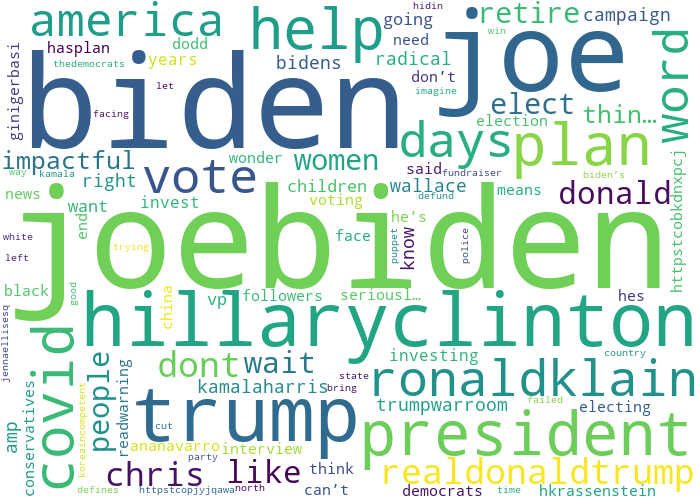 america
hasplan
dodd
thedemocrats
years
ginigerbasi
help
hidin
going
need
bidens
radical
don't
imagine
retire
campaign
win
word
biden
joe
let
facing
elect
election
thin…
days
plan
impactful
vote
women
wonder
said
fundraiser
way
kamala
right
news
want
invest
children
voting
wallace
defund
means
biden's
donald
httpstcobkdnxpcj
joebiden
end
face
he's
puppet
know
police
white
left
trying
black
good
china
vp
followers
seriousl…
hes
jennaellisesq
hillaryclinton
covid
people
dont
wait
investing
state
bring
country
ronaldklain
kamalaharris
readwarning
conservatives
amp
koreaincompetent
trump
cut
trumpwarroom
failed
electing
president
ananavarro
interview
party
chris
like
think
can't
north
realdonaldtrump
defines
httpstcopjyjqawa
democrats
time
hkrassenstein